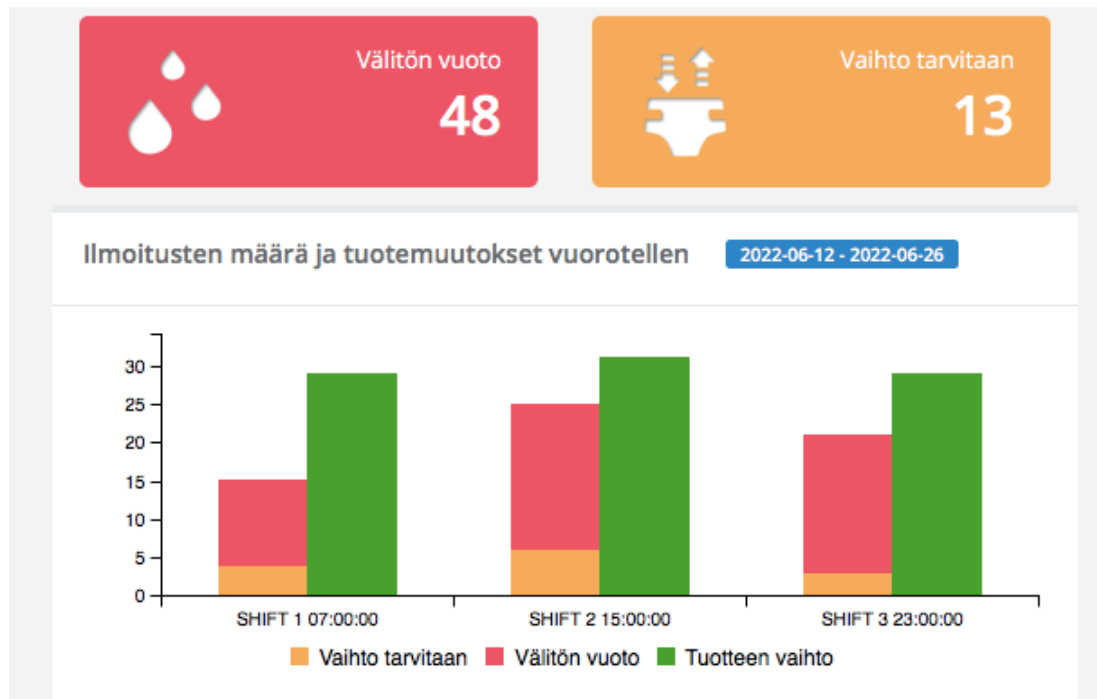 Välitön vuoto
48
Vaihto tarvitaan
13
Ilmoitusten määrä ja tuotemuutokset vuorotellen
2022-06-12 - 2022-06-26
30
25
20
15
10
5
0
SHIFT 1 07:00:00
SHIFT 2 15:00:00
SHIFT 3 23:00:00
Vaihto tarvitaan
Välitön vuoto
Tuotteen vaihto